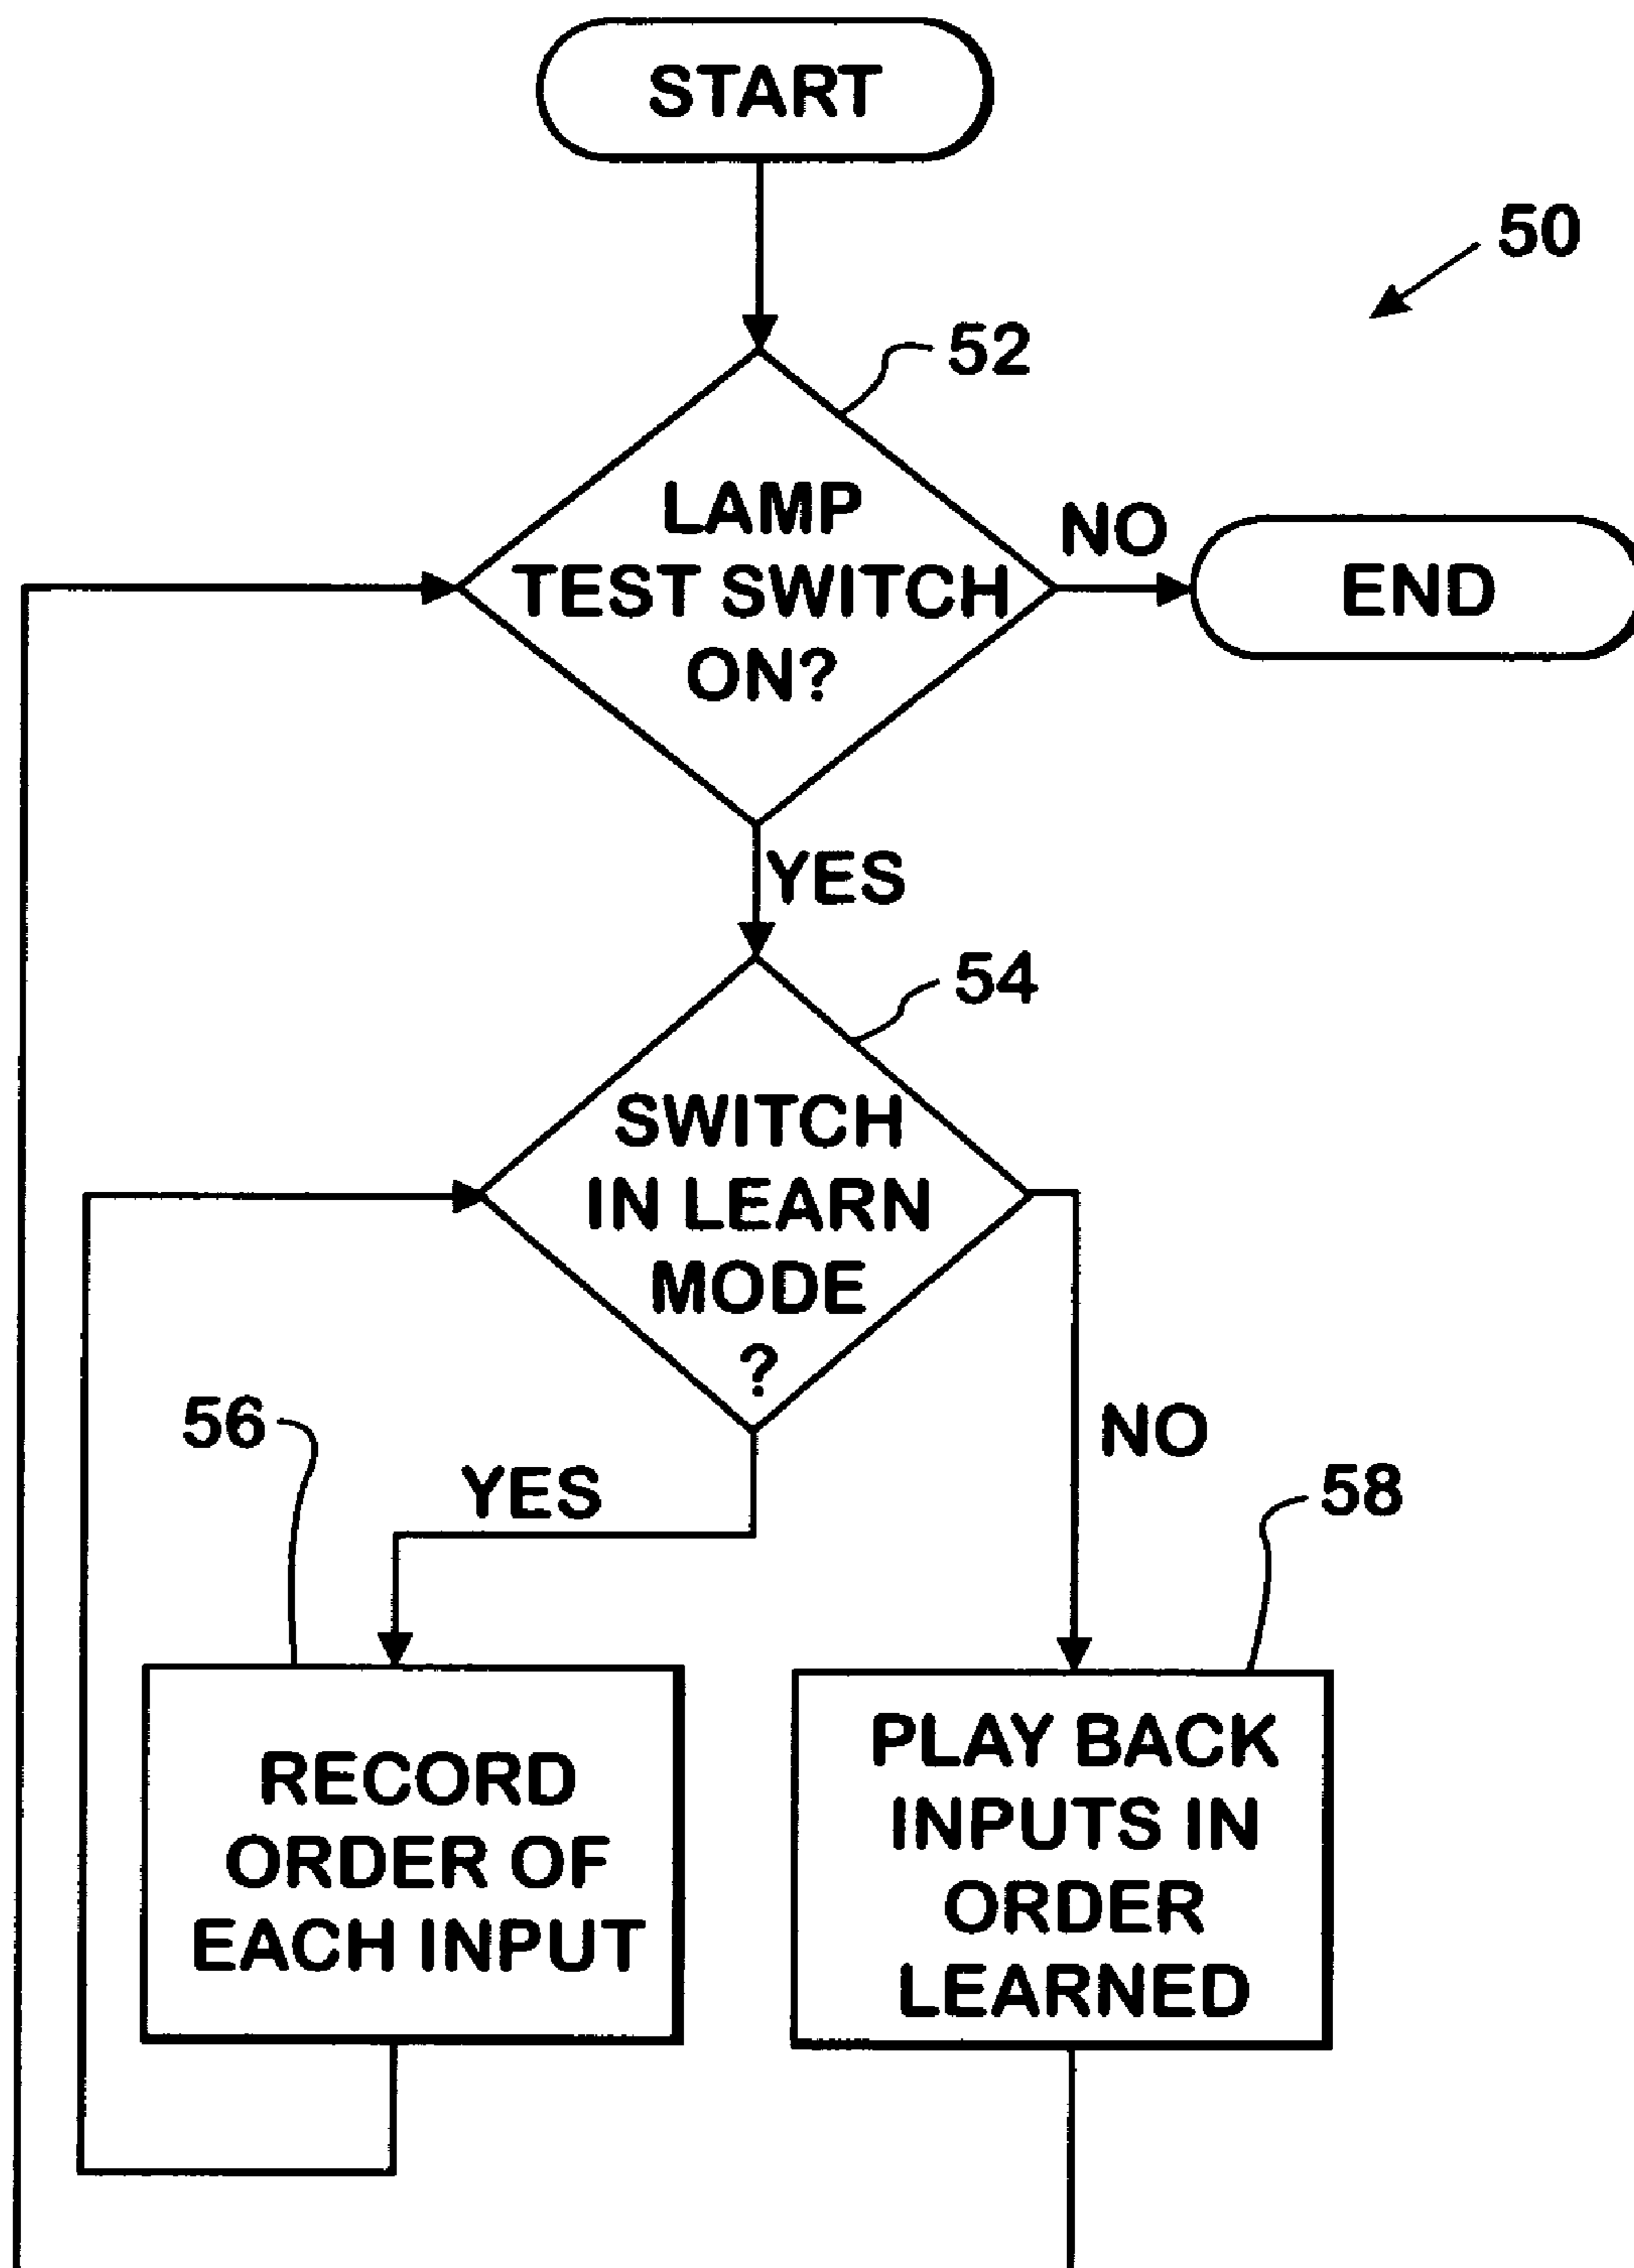 START
50
52
LAMP
TEST SWITCH
ON?
NO
END
YES
54
SWITCH
IN LEARN
MODE
?
56
YES
NO
58
RECORD
ORDER OF
EACH INPUT
PLAY BACK
INPUTS IN
ORDER
LEARNED